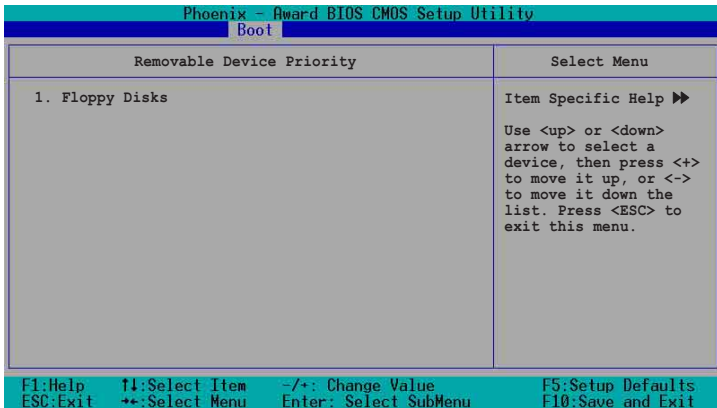 Phoenix - Award BIOS CMOS Setup Utility
Boot
Removable Device Priority
Select Menu
1. Floppy Disks
Item Specific Help ▶▶
Use <up> or <down>
arrow to select a
device, then press <+>
to move it up, or <->
to move it down the
list. Press <ESC> to
exit this menu.
F1:Help ↑↓:Select Item -/+: Change Value F5:Setup Defaults
ESC:Exit →←:Select Menu Enter: Select SubMenu F10:Save and Exit